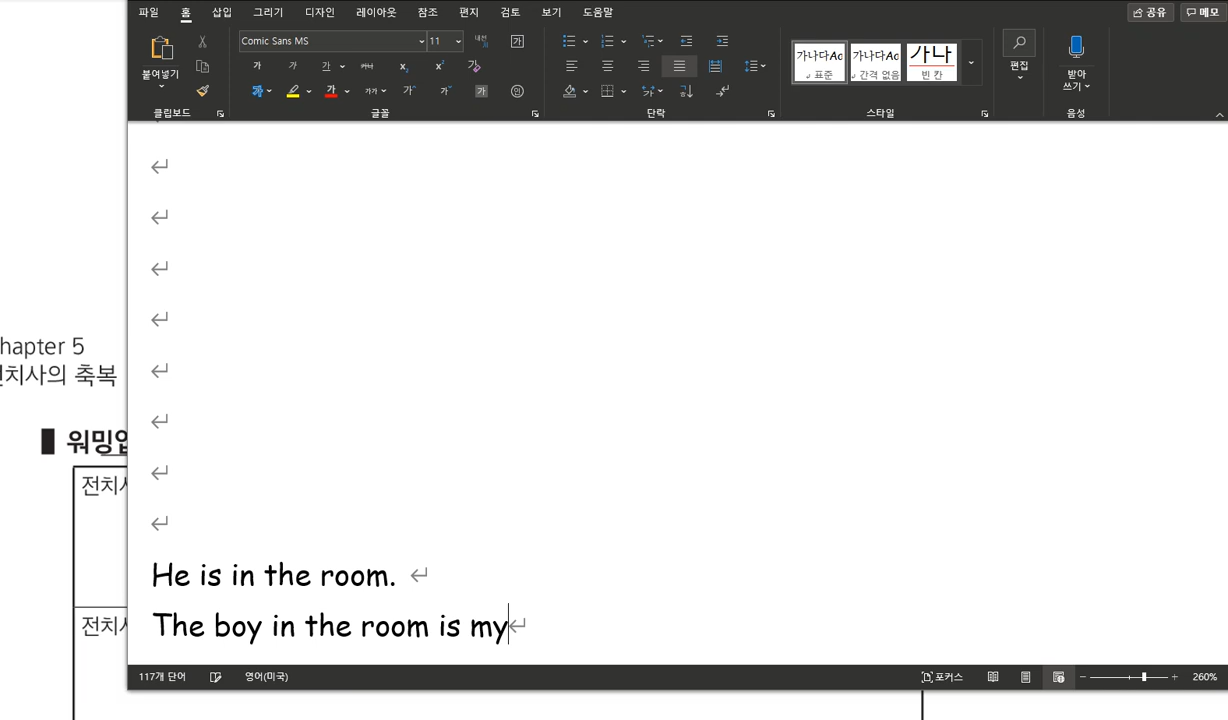 파일 홈 삽입 그리기 디자인 레이아웃 참조 편지 검토 보기 도움말 공유 메모
붙여넣기
클립보드
Comic Sans MS 11
글꼴
단락
가나다Ac 가나다Ac 가나
표준 간격 없음 빈 칸
스타일
편집
받아
쓰기
음성
hapter 5
전치사의 축복
워밍업
전치사
전치사
He is in the room.
The boy in the room is my
117개 단어 영어(미국) 포커스 260%